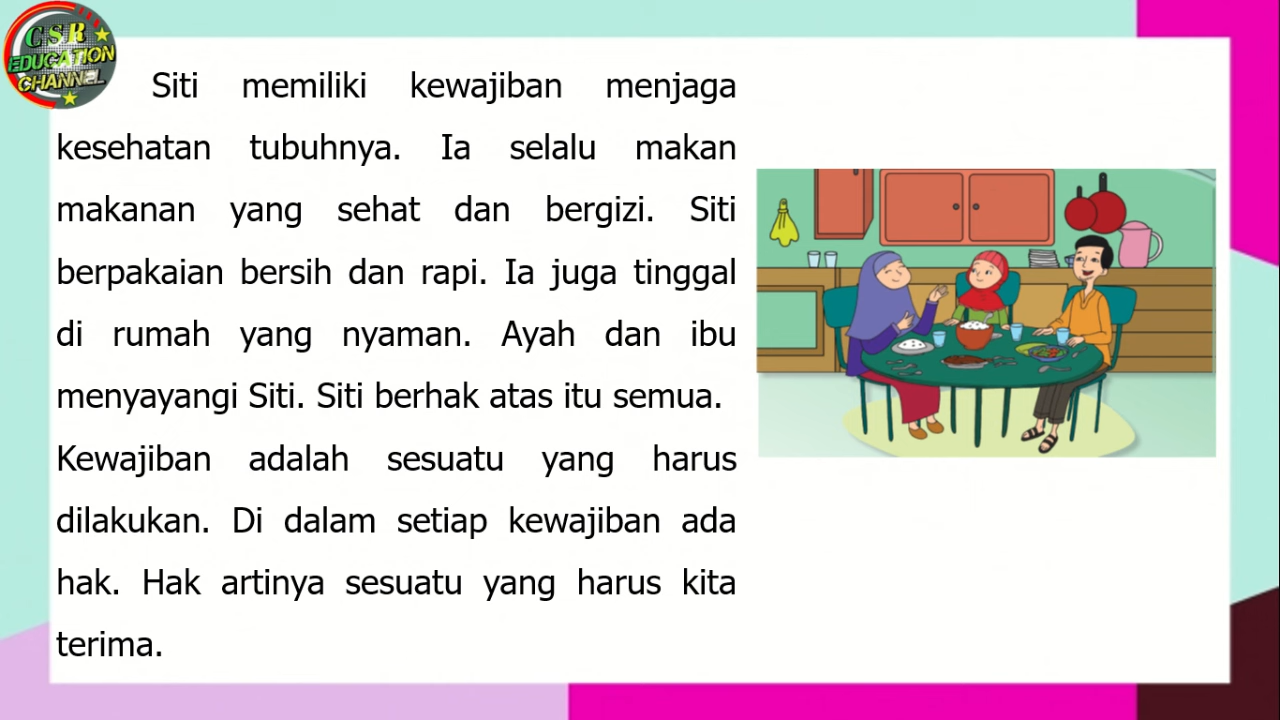 CSR
EDUCATION
CHANNEL
Siti memiliki kewajiban menjaga
kesehatan tubuhnya. Ia selalu makan
makanan yang sehat dan bergizi. Siti
berpakaian bersih dan rapi. Ia juga tinggal
di rumah yang nyaman. Ayah dan ibu
menyayangi Siti. Siti berhak atas itu semua.
Kewajiban adalah sesuatu yang harus
dilakukan. Di dalam setiap kewajiban ada
hak. Hak artinya sesuatu yang harus kita
terima.